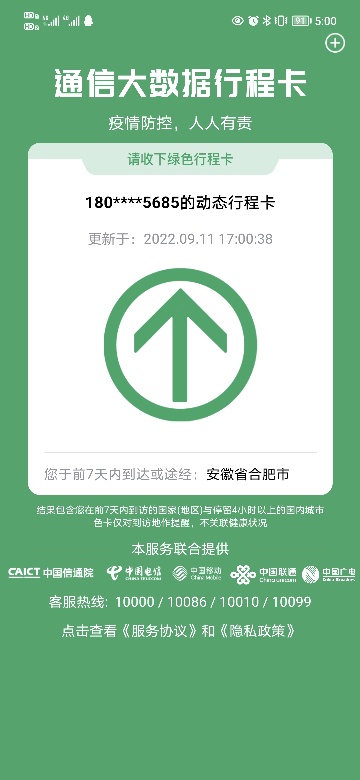 91 5:00
通信大数据行程卡
疫情防控，人人有责
请收下绿色行程卡
180****5685的动态行程卡
更新于：2022.09.11 17:00:38
您于前7天内到达或途经：安徽省合肥市
结果包含您在前7天内到访的国家(地区)与停留4小时以上的国内城市
色卡仅对到访地作提醒，不关联健康状况
本服务联合提供
CAICT 中国信通院 中国电信 CHINA TELECOM 中国移动 China Mobile 中国联通 China unicom 中国广电
客服热线：10000 / 10086 / 10010 / 10099
点击查看《服务协议》和《隐私政策》